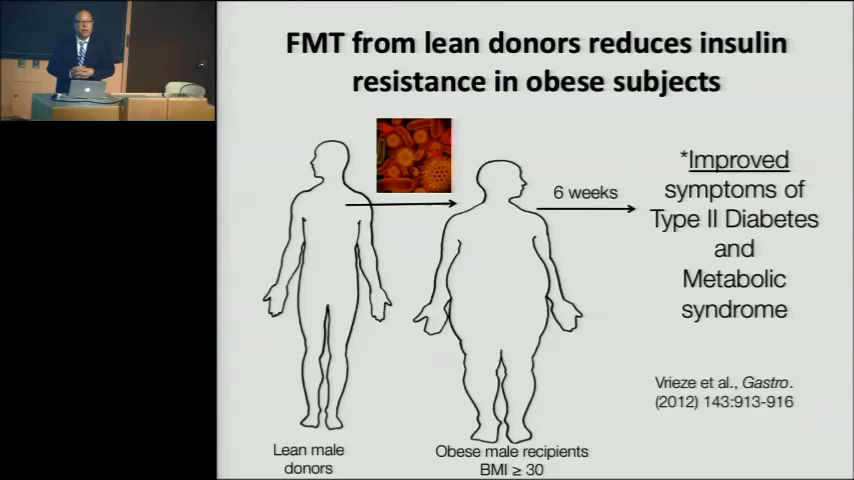 FMT from lean donors reduces insulin
resistance in obese subjects
6 weeks
*Improved
symptoms of
Type II Diabetes
and
Metabolic
syndrome
Vrieze et al., Gastro.
(2012) 143:913-916
Lean male
donors
Obese male recipients
BMI ≥ 30